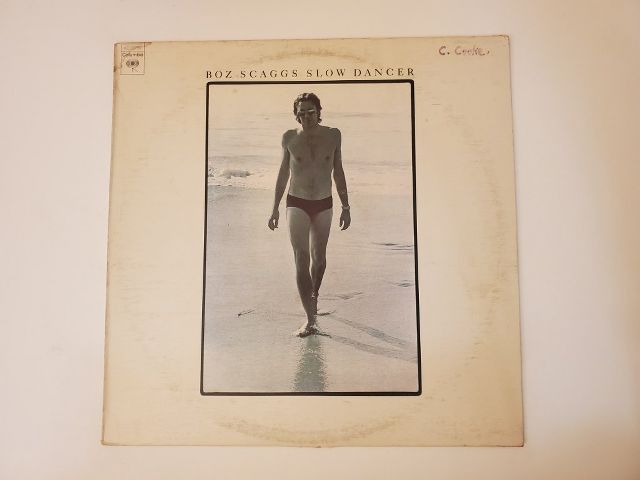 C. Cooke.
BOZ SCAGGS SLOW DANCER